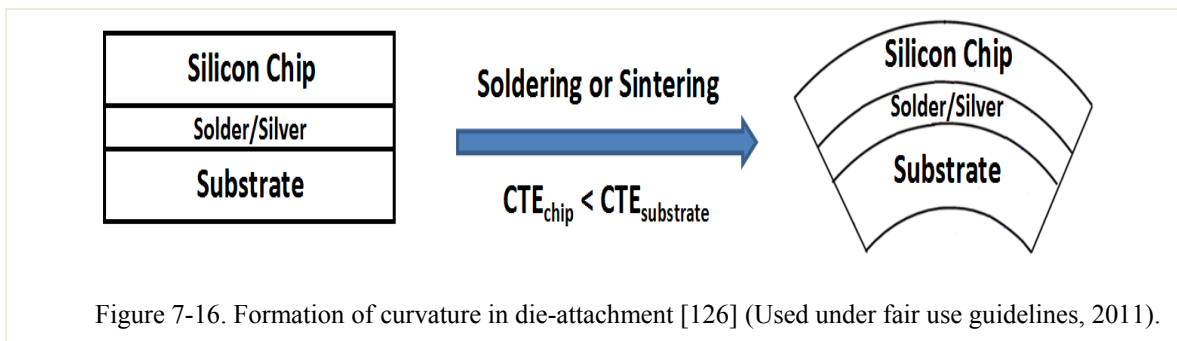 Silicon Chip
Solder/Silver
Substrate
Soldering or Sintering
CTEchip < CTEsubstrate
Silicon Chip
Solder/Silver
Substrate
Figure 7-16. Formation of curvature in die-attachment [126] (Used under fair use guidelines, 2011).